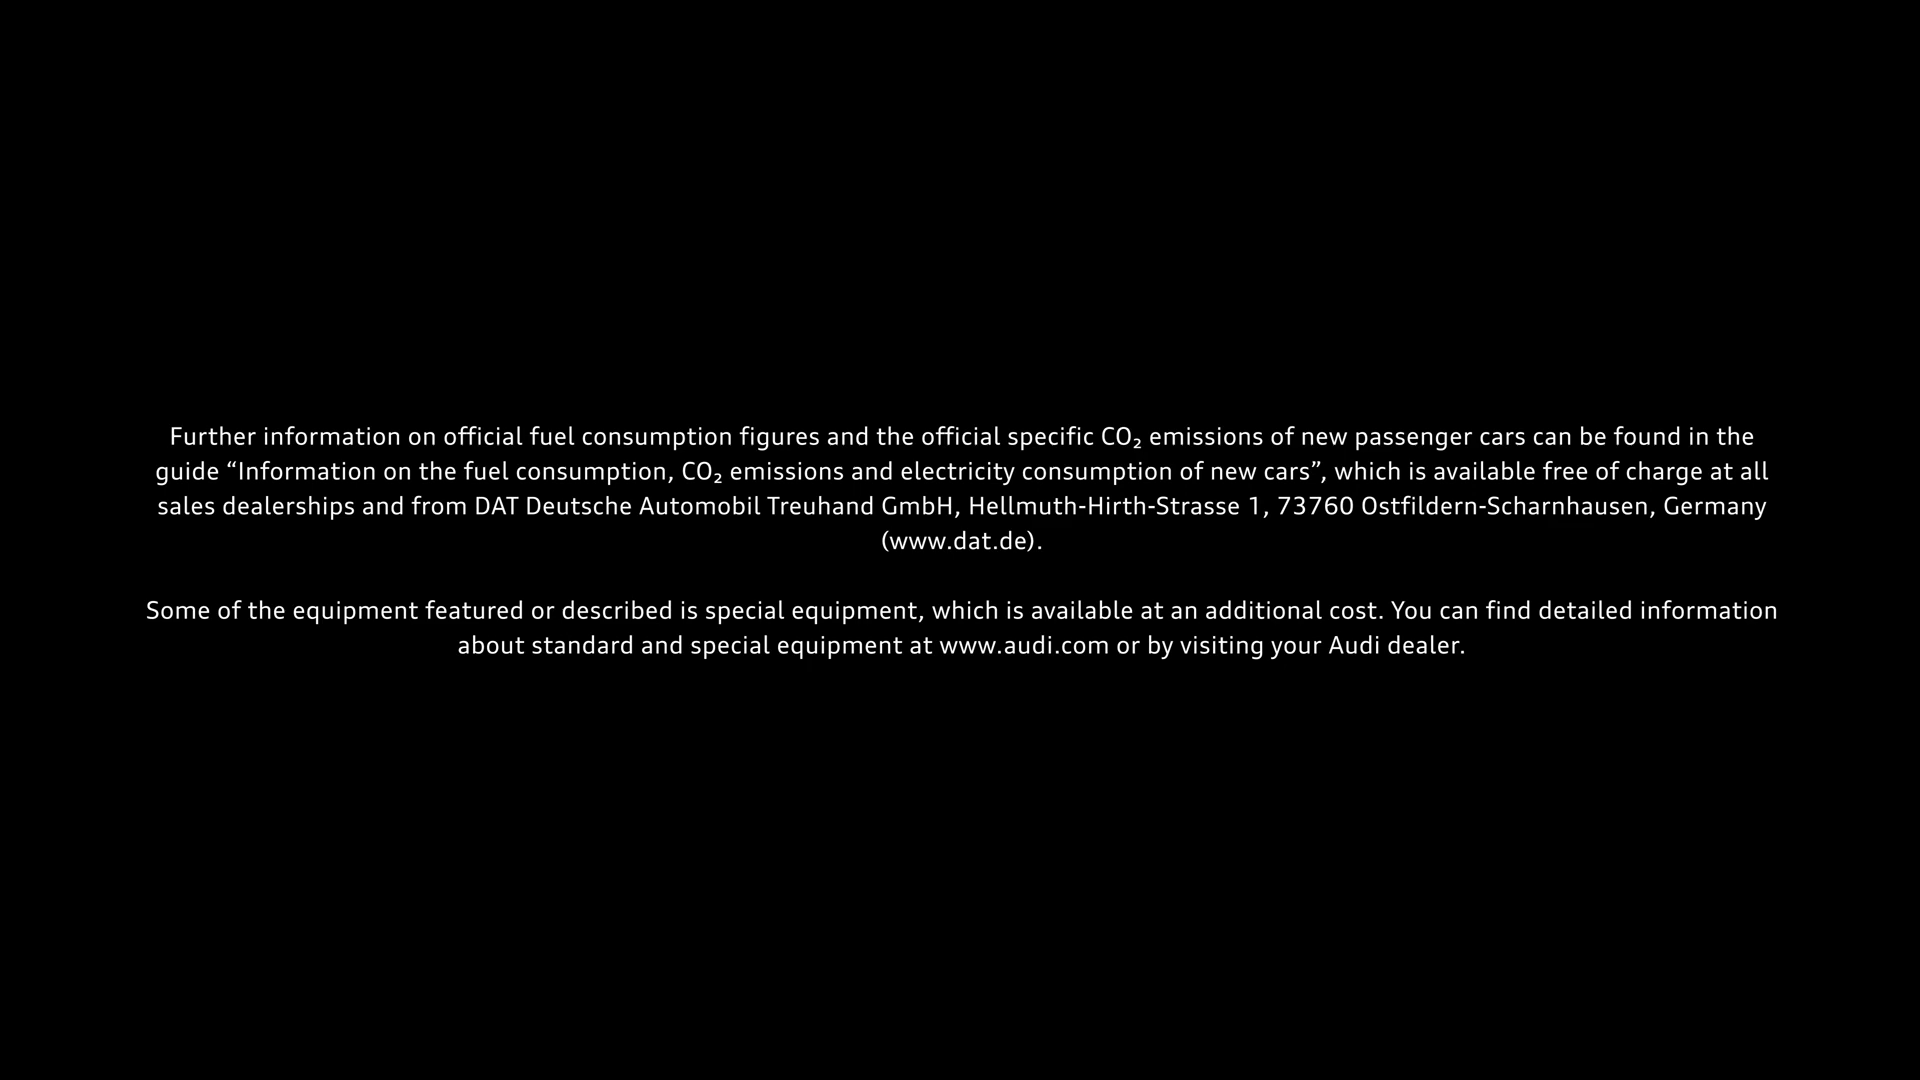 Further information on official fuel consumption figures and the official specific CO₂ emissions of new passenger cars can be found in the
guide “Information on the fuel consumption, CO₂ emissions and electricity consumption of new cars”, which is available free of charge at all
sales dealerships and from DAT Deutsche Automobil Treuhand GmbH, Hellmuth-Hirth-Strasse 1, 73760 Ostfildern-Scharnhausen, Germany
(www.dat.de).
Some of the equipment featured or described is special equipment, which is available at an additional cost. You can find detailed information
about standard and special equipment at www.audi.com or by visiting your Audi dealer.